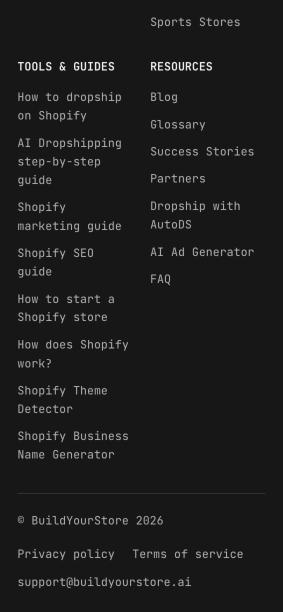 Sports Stores
TOOLS & GUIDES
How to dropship
on Shopify
AI Dropshipping
step-by-step
guide
Shopify
marketing guide
Shopify SEO
guide
How to start a
Shopify store
How does Shopify
work?
Shopify Theme
Detector
Shopify Business
Name Generator
RESOURCES
Blog
Glossary
Success Stories
Partners
Dropship with
AutoDS
AI Ad Generator
FAQ
© BuildYourStore 2026
Privacy policy Terms of service
support@buildyourstore.ai